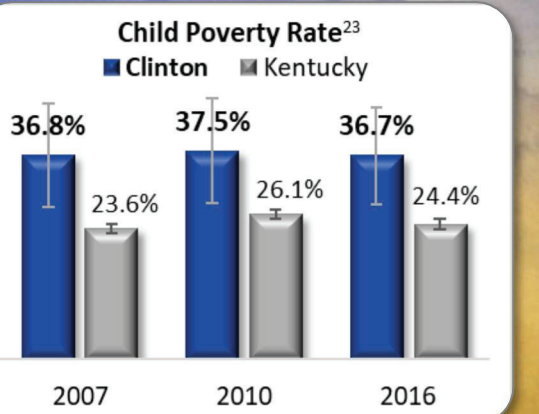 Child Poverty Rate23
Clinton Kentucky
36.8%
23.6%
37.5%
26.1%
36.7%
24.4%
2007 2010 2016